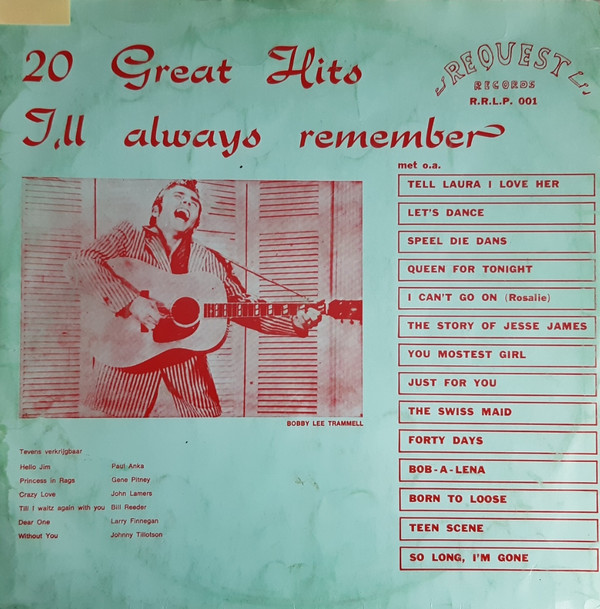 20 Great Hits
I'll always remember
REQUEST
RECORDS
R.R.L.P. 001
met o.a.
TELL LAURA I LOVE HER
LET'S DANCE
SPEEL DIE DANS
QUEEN FOR TONIGHT
I CAN'T GO ON (Rosalie)
THE STORY OF JESSE JAMES
YOU MOSTEST GIRL
JUST FOR YOU
THE SWISS MAID
FORTY DAYS
BOB-A-LENA
BORN TO LOOSE
TEEN SCENE
SO LONG, I'M GONE
BOBBY LEE TRAMMELL
Tevens verkrijgbaar
Hello Jim Paul Anka
Princess in Rags Gene Pitney
Crazy Love John Lamers
Till I waltz again with you Bill Reeder
Dear One Larry Finnegan
Without You Johnny Tillotson